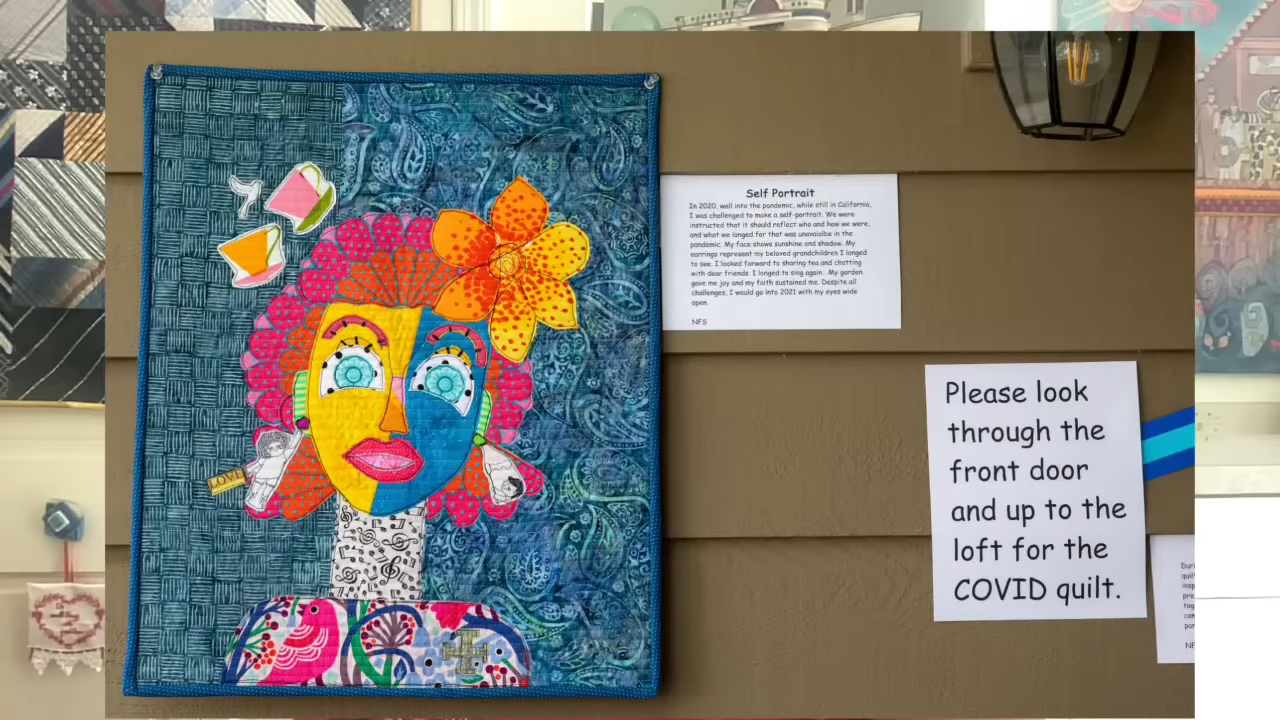 Self Portrait
In 2020, well into the pandemic, while still in California,
I was challenged to make a self-portrait. We were
instructed that it should reflect who and how we were,
and what we longed for that was unavailalbe in the
pandemic. My face shows sunshine and shadow. My
earrings represent my beloved grandchildren I longed
to see. I looked forward to sharing tea and chatting
with dear friends. I longed to sing again. My garden
gave me joy and my faith sustained me. Despite all
challenges, I would go into 2021 with my eyes wide
open.
NFS
LOVE
Please look
through the
front door
and up to the
loft for the
COVID quilt.